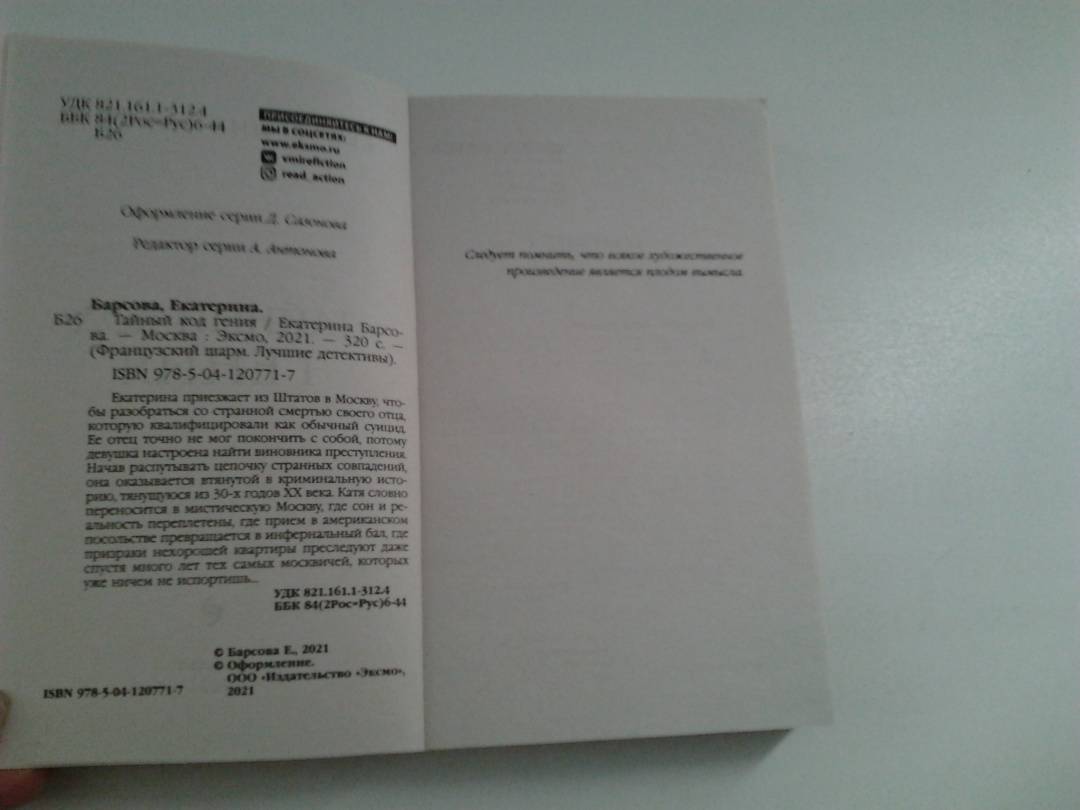 УДК 821.161.1-312.4
ББК 84(2Рос=Рус)6-44
Б26
ПРИСОЕДИНЯЙТЕСЬ К НАМ!
МЫ В СОЦСЕТЯХ:
www.eksmo.ru
vmirefiction
read_action
Оформление серии Д. Сазонова
Редактор серии А. Антонова
Барсова, Екатерина.
Б26 Тайный код гения / Екатерина Барсо-
ва. — Москва : Эксмо, 2021. — 320 с. —
(Французский шарм. Лучшие детективы).
ISBN 978-5-04-120771-7
Екатерина приезжает из Штатов в Москву, что-
бы разобраться со странной смертью своего отца,
которую квалифицировали как обычный суицид.
Ее отец точно не мог покончить с собой, потому
девушка настроена найти виновника преступления.
Начав распутывать цепочку странных совпадений,
она оказывается втянутой в криминальную исто-
рию, тянущуюся из 30-х годов XX века. Катя словно
переносится в мистическую Москву, где сон и ре-
альность переплетены, где прием в американском
посольстве превращается в инфернальный бал, где
призраки нехорошей квартиры преследуют даже
спустя много лет тех самых москвичей, которых
уже ничем не испортишь...
УДК 821.161.1-312.4
ББК 84(2Рос=Рус)6-44
© Барсова Е., 2021
© Оформление.
ООО «Издательство «Эксмо»,
2021
ISBN 978-5-04-120771-7
Следует помнить, что всякое художественное
произведение является плодом вымысла.